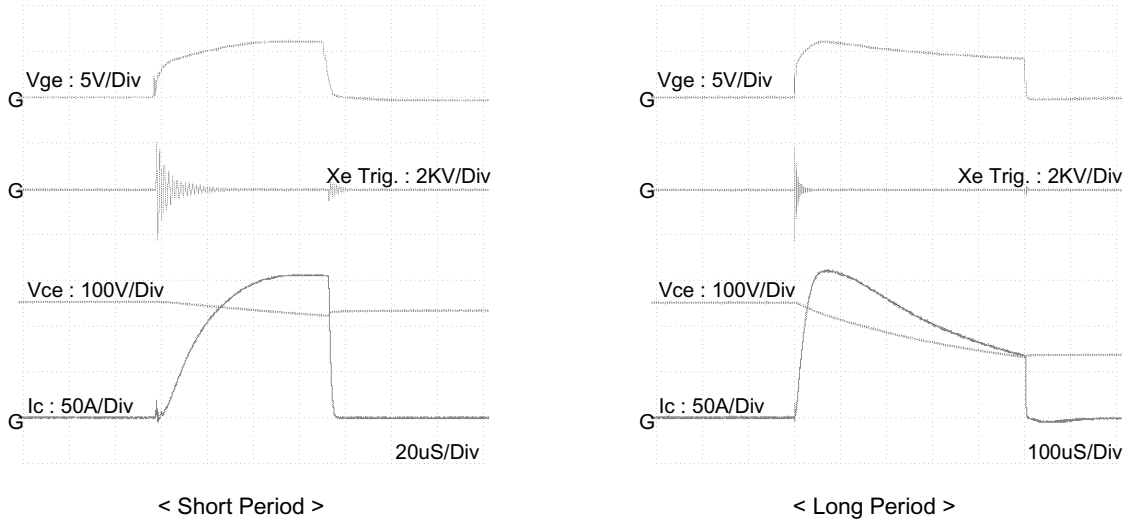 Vge : 5V/Div
G
Xe Trig. : 2KV/Div
G
Vce : 100V/Div
Ic : 50A/Div
G
20uS/Div
< Short Period >
Vge : 5V/Div
G
Xe Trig. : 2KV/Div
G
Vce : 100V/Div
Ic : 50A/Div
G
100uS/Div
< Long Period >